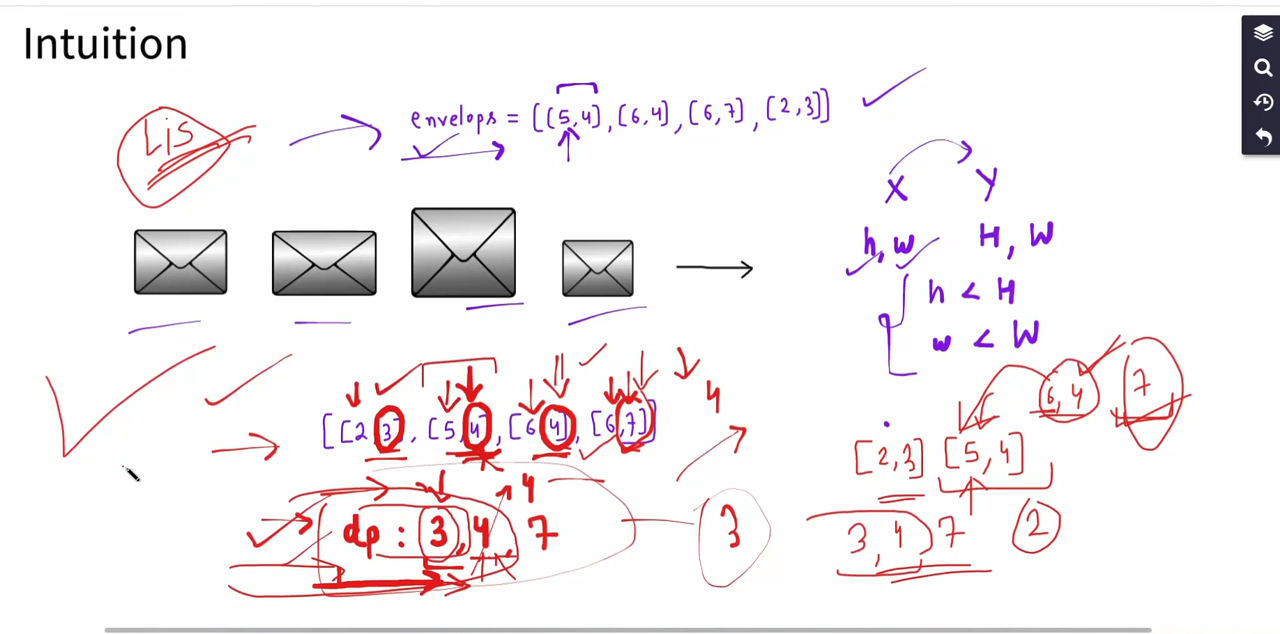 Intuition
Lis
envelops = [[5,4], [6,4], [6,7], [2,3]]
X Y
h, w H, W
h < H
w < W
6, 4 7
4
[[2 3], [5 4], [6 4], [6,7]]
[2,3] [5,4]
4
dp : 3, 4 7
3
3, 4 7 2